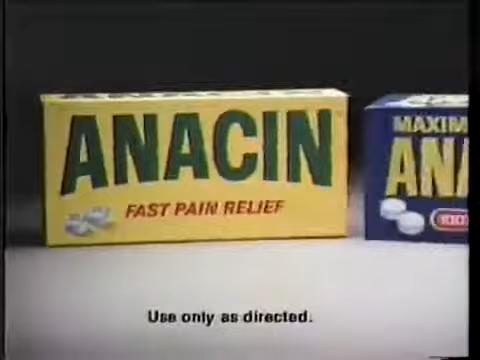 ANACIN
FAST PAIN RELIEF
MAXIM
ANA
Use only as directed.